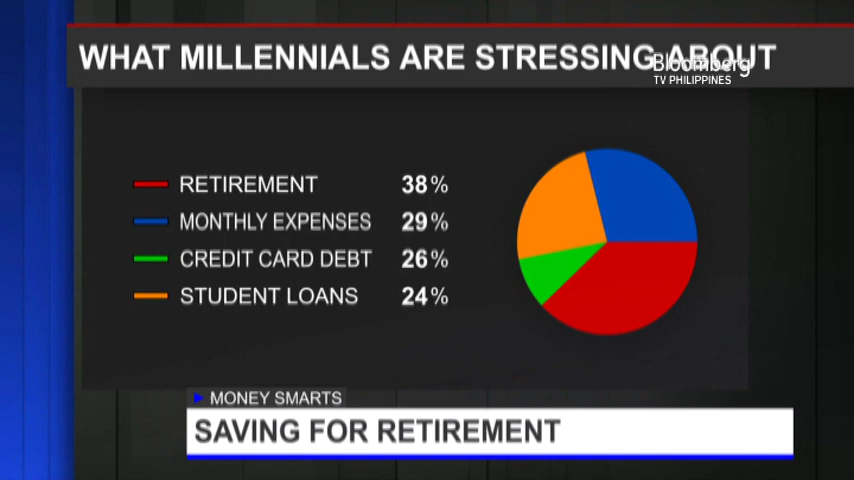 WHAT MILLENNIALS ARE STRESSING ABOUT
Bloomberg
TV PHILIPPINES
RETIREMENT 38%
MONTHLY EXPENSES 29%
CREDIT CARD DEBT 26%
STUDENT LOANS 24%
MONEY SMARTS
SAVING FOR RETIREMENT